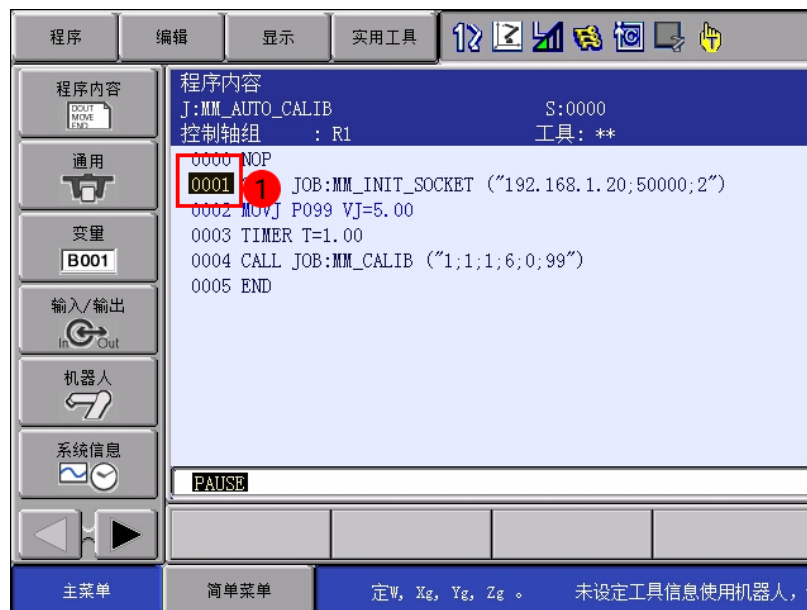 程序 编辑 显示 实用工具
程序内容
DOUT
MOVE
END
通用
变量
B001
输入/输出
In Out
机器人
系统信息
主菜单
程序内容
J:MM_AUTO_CALIB S:0000
控制轴组 : R1 工具: **
0000 NOP
0001 1 JOB:MM_INIT_SOCKET ("192.168.1.20;50000;2")
0002 MOVJ P099 VJ=5.00
0003 TIMER T=1.00
0004 CALL JOB:MM_CALIB ("1;1;1;6;0;99")
0005 END
PAUSE
简单菜单
定W, Xg, Yg, Zg 。 未设定工具信息使用机器人,